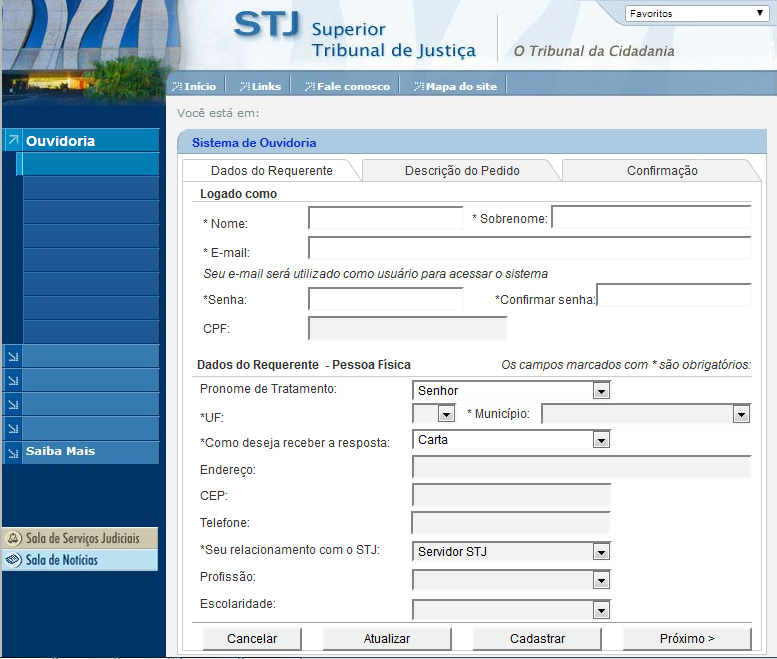 STJ Superior
Tribunal de Justiça
O Tribunal da Cidadania
Favoritos
Início Links Fale conosco Mapa do site
Você está em:
Ouvidoria
Saiba Mais
Sala de Serviços Judiciais
Sala de Notícias
Sistema de Ouvidoria
Dados do Requerente Descrição do Pedido Confirmação
Logado como
* Nome: * Sobrenome:
* E-mail:
Seu e-mail será utilizado como usuário para acessar o sistema
*Senha: *Confirmar senha:
CPF:
Dados do Requerente - Pessoa Física Os campos marcados com * são obrigatórios:
Pronome de Tratamento: Senhor
*UF: * Município:
*Como deseja receber a resposta: Carta
Endereço:
CEP:
Telefone:
*Seu relacionamento com o STJ: Servidor STJ
Profissão:
Escolaridade:
Cancelar Atualizar Cadastrar Próximo >